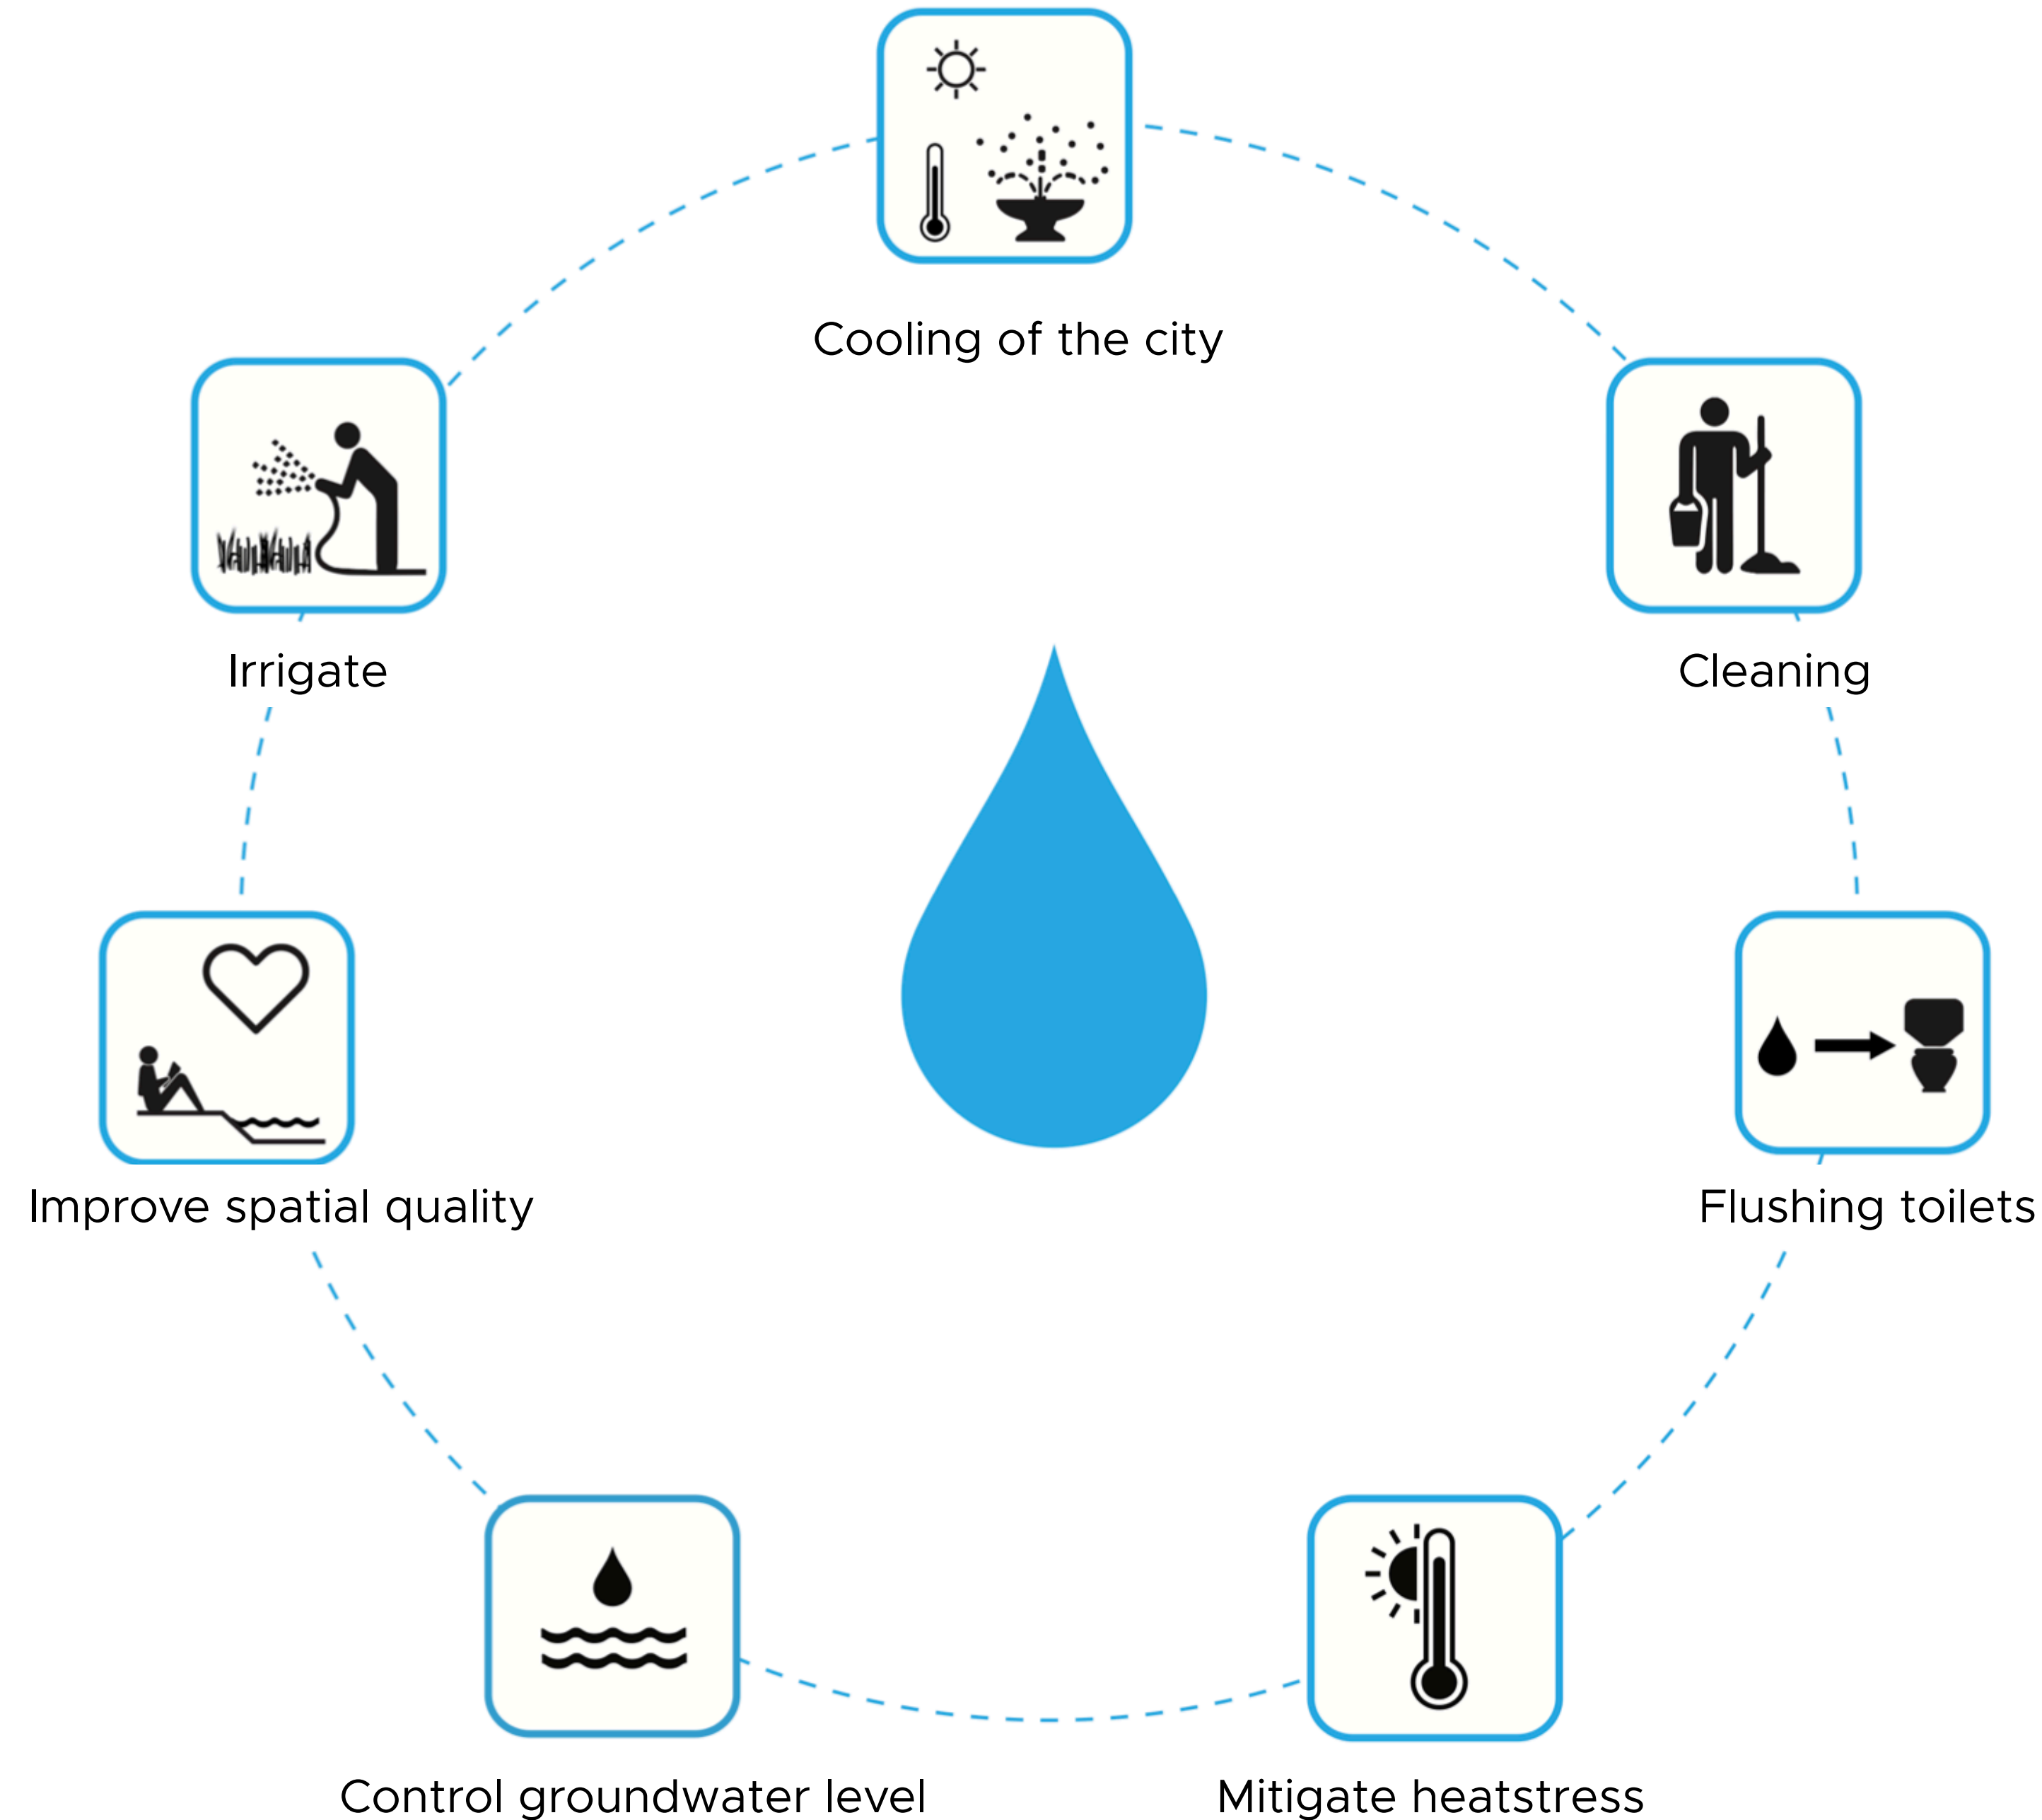 Cooling of the city
Irrigate
Cleaning
Improve spatial quality
Flushing toilets
Control groundwater level
Mitigate heatstress